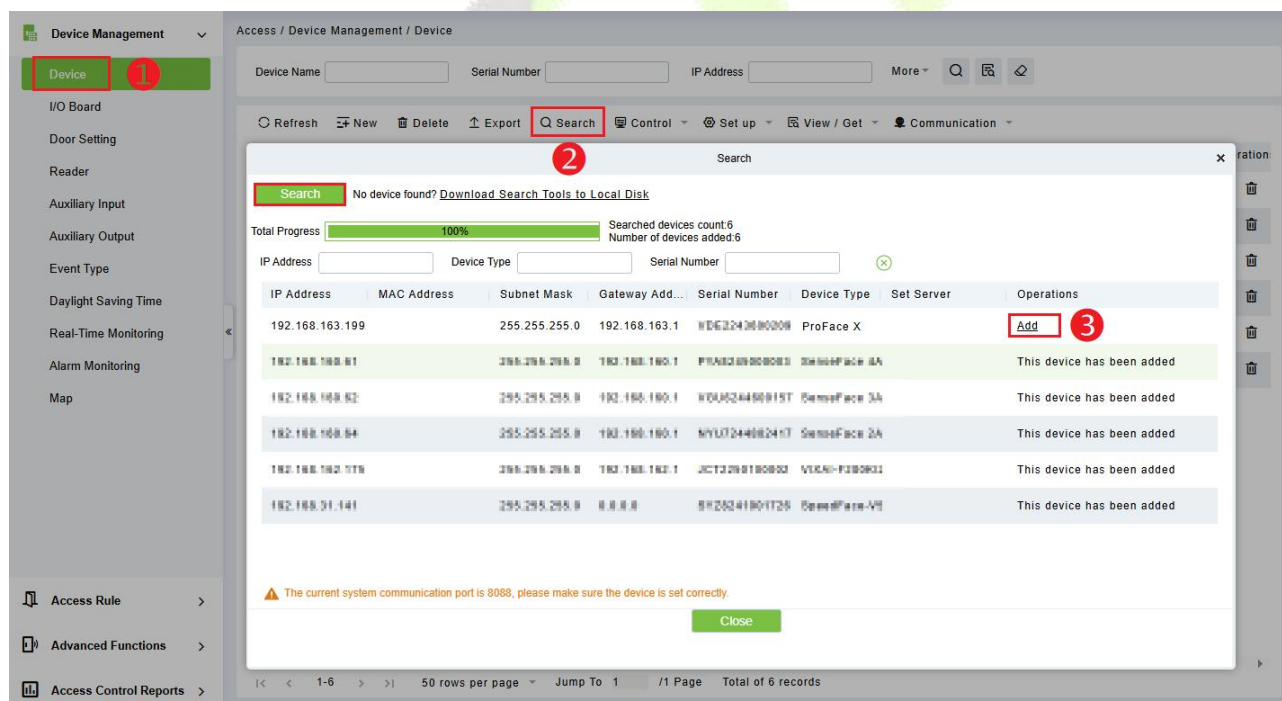 Device Management
Device
1
I/O Board
Door Setting
Reader
Auxiliary Input
Auxiliary Output
Event Type
Daylight Saving Time
Real-Time Monitoring
Alarm Monitoring
Map
Access Rule
Advanced Functions
Access Control Reports
Access / Device Management / Device
Device Name Serial Number IP Address More
Refresh New Delete Export Search Control Set up View / Get Communication
2
Search
Search No device found? Download Search Tools to Local Disk
Total Progress 100% Searched devices count:6
Number of devices added:6
IP Address Device Type Serial Number
IP Address MAC Address Subnet Mask Gateway Add... Serial Number Device Type Set Server Operations
192.168.163.199 255.255.255.0 192.168.163.1 ProFace X Add 3
This device has been added
This device has been added
This device has been added
This device has been added
This device has been added
The current system communication port is 8088, please make sure the device is set correctly.
Close
1-6 50 rows per page Jump To 1 /1 Page Total of 6 records